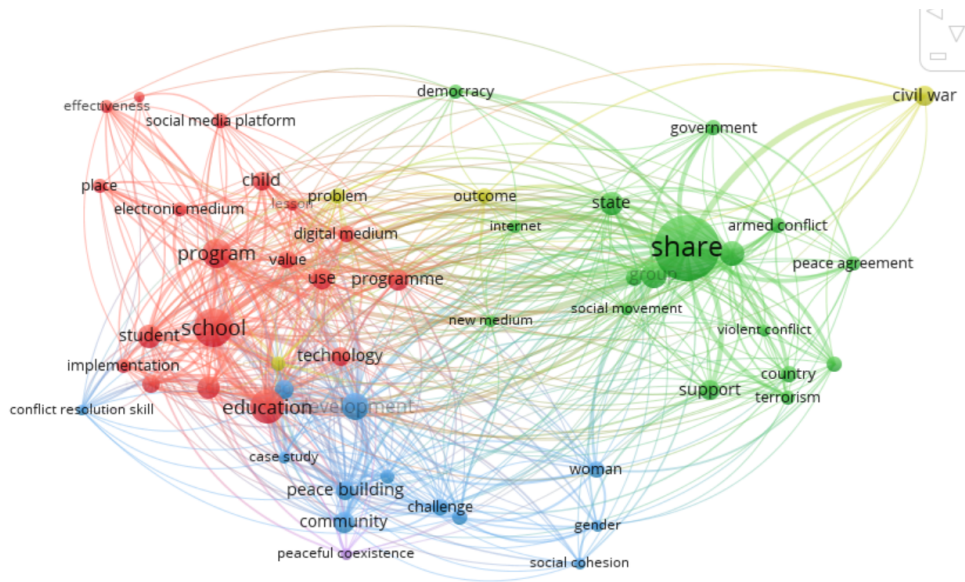 democracy
civil war
effectiveness
social media platform
government
place
child
problem
outcome
state
electronic medium
lesson
internet
armed conflict
digital medium
program
value
share
peace agreement
use
programme
group
social movement
new medium
student
school
violent conflict
technology
implementation
country
support
terrorism
conflict resolution skill
education
development
case study
woman
peace building
challenge
community
gender
peaceful coexistence
social cohesion